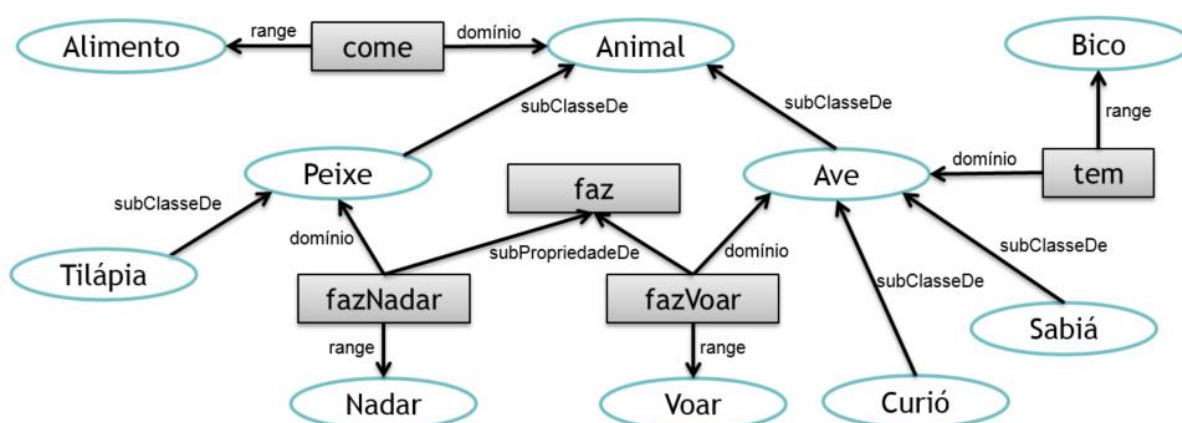 Alimento
range
come
domínio
Animal
Bico
subClasseDe
subClasseDe
range
Peixe
faz
Ave
domínio
tem
subClasseDe
domínio
subPropriedadeDe
domínio
subClasseDe
Tilápia
fazNadar
fazVoar
subClasseDe
Sabiá
range
range
Nadar
Voar
Curió